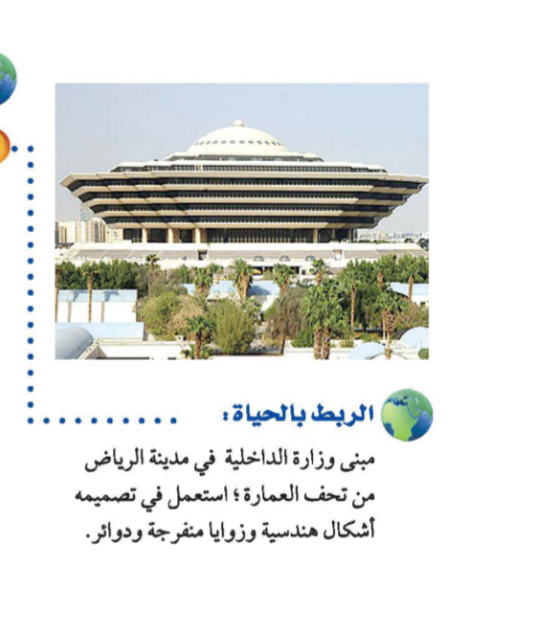 الربط بالحياة:
مبنى وزارة الداخلية في مدينة الرياض
من تحف العمارة؛ استعمل في تصميمه
أشكال هندسية وزوايا منفرجة ودوائر.